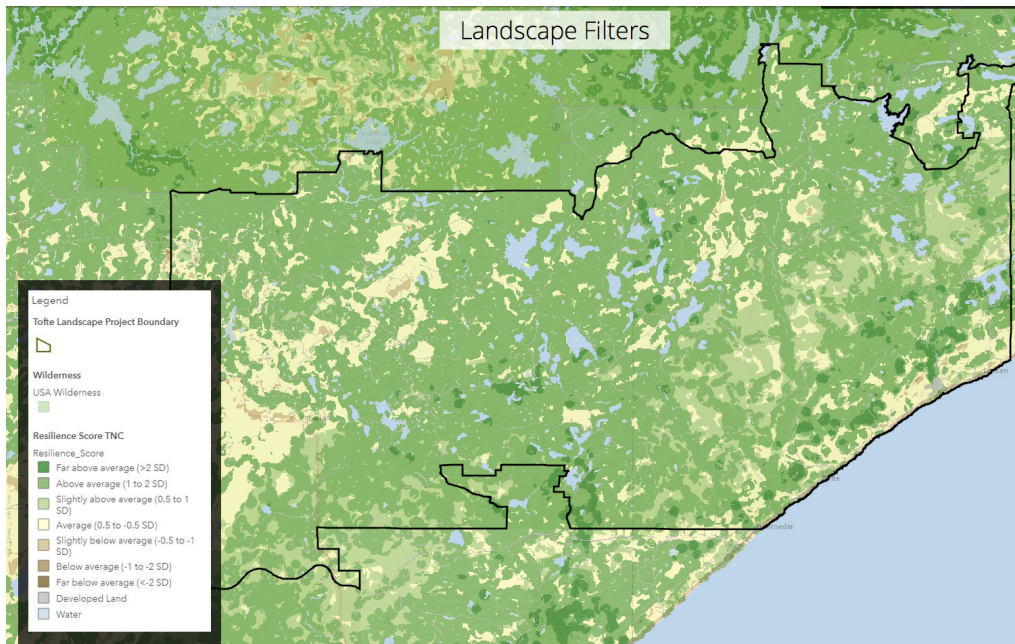 Landscape Filters
Legend
Tofte Landscape Project Boundary
Wilderness
USA Wilderness
Resilience Score TNC
Resilience_Score
Far above average (>2 SD)
Above average (1 to 2 SD)
Slightly above average (0.5 to 1
SD)
Average (0.5 to -0.5 SD)
Slightly below average (-0.5 to -1
SD)
Below average (-1 to -2 SD)
Far below average (<-2 SD)
Developed Land
Water